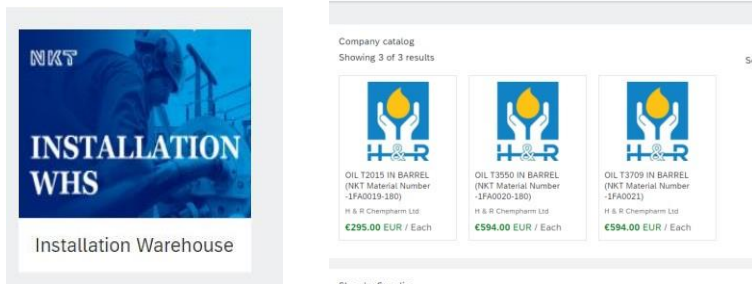 NKT
INSTALLATION
WHS
Installation Warehouse
Company catalog
Showing 3 of 3 results
H & R
OIL T2015 IN BARREL
(NKT Material Number
-1FA0019-180)
H & R Chempharm Ltd
€295.00 EUR / Each
H & R
OIL T3550 IN BARREL
(NKT Material Number
-1FA0020-180)
H & R Chempharm Ltd
€594.00 EUR / Each
H & R
OIL T3709 IN BARREL
(NKT Material Number
-1FA0021)
H & R Chempharm Ltd
€594.00 EUR / Each